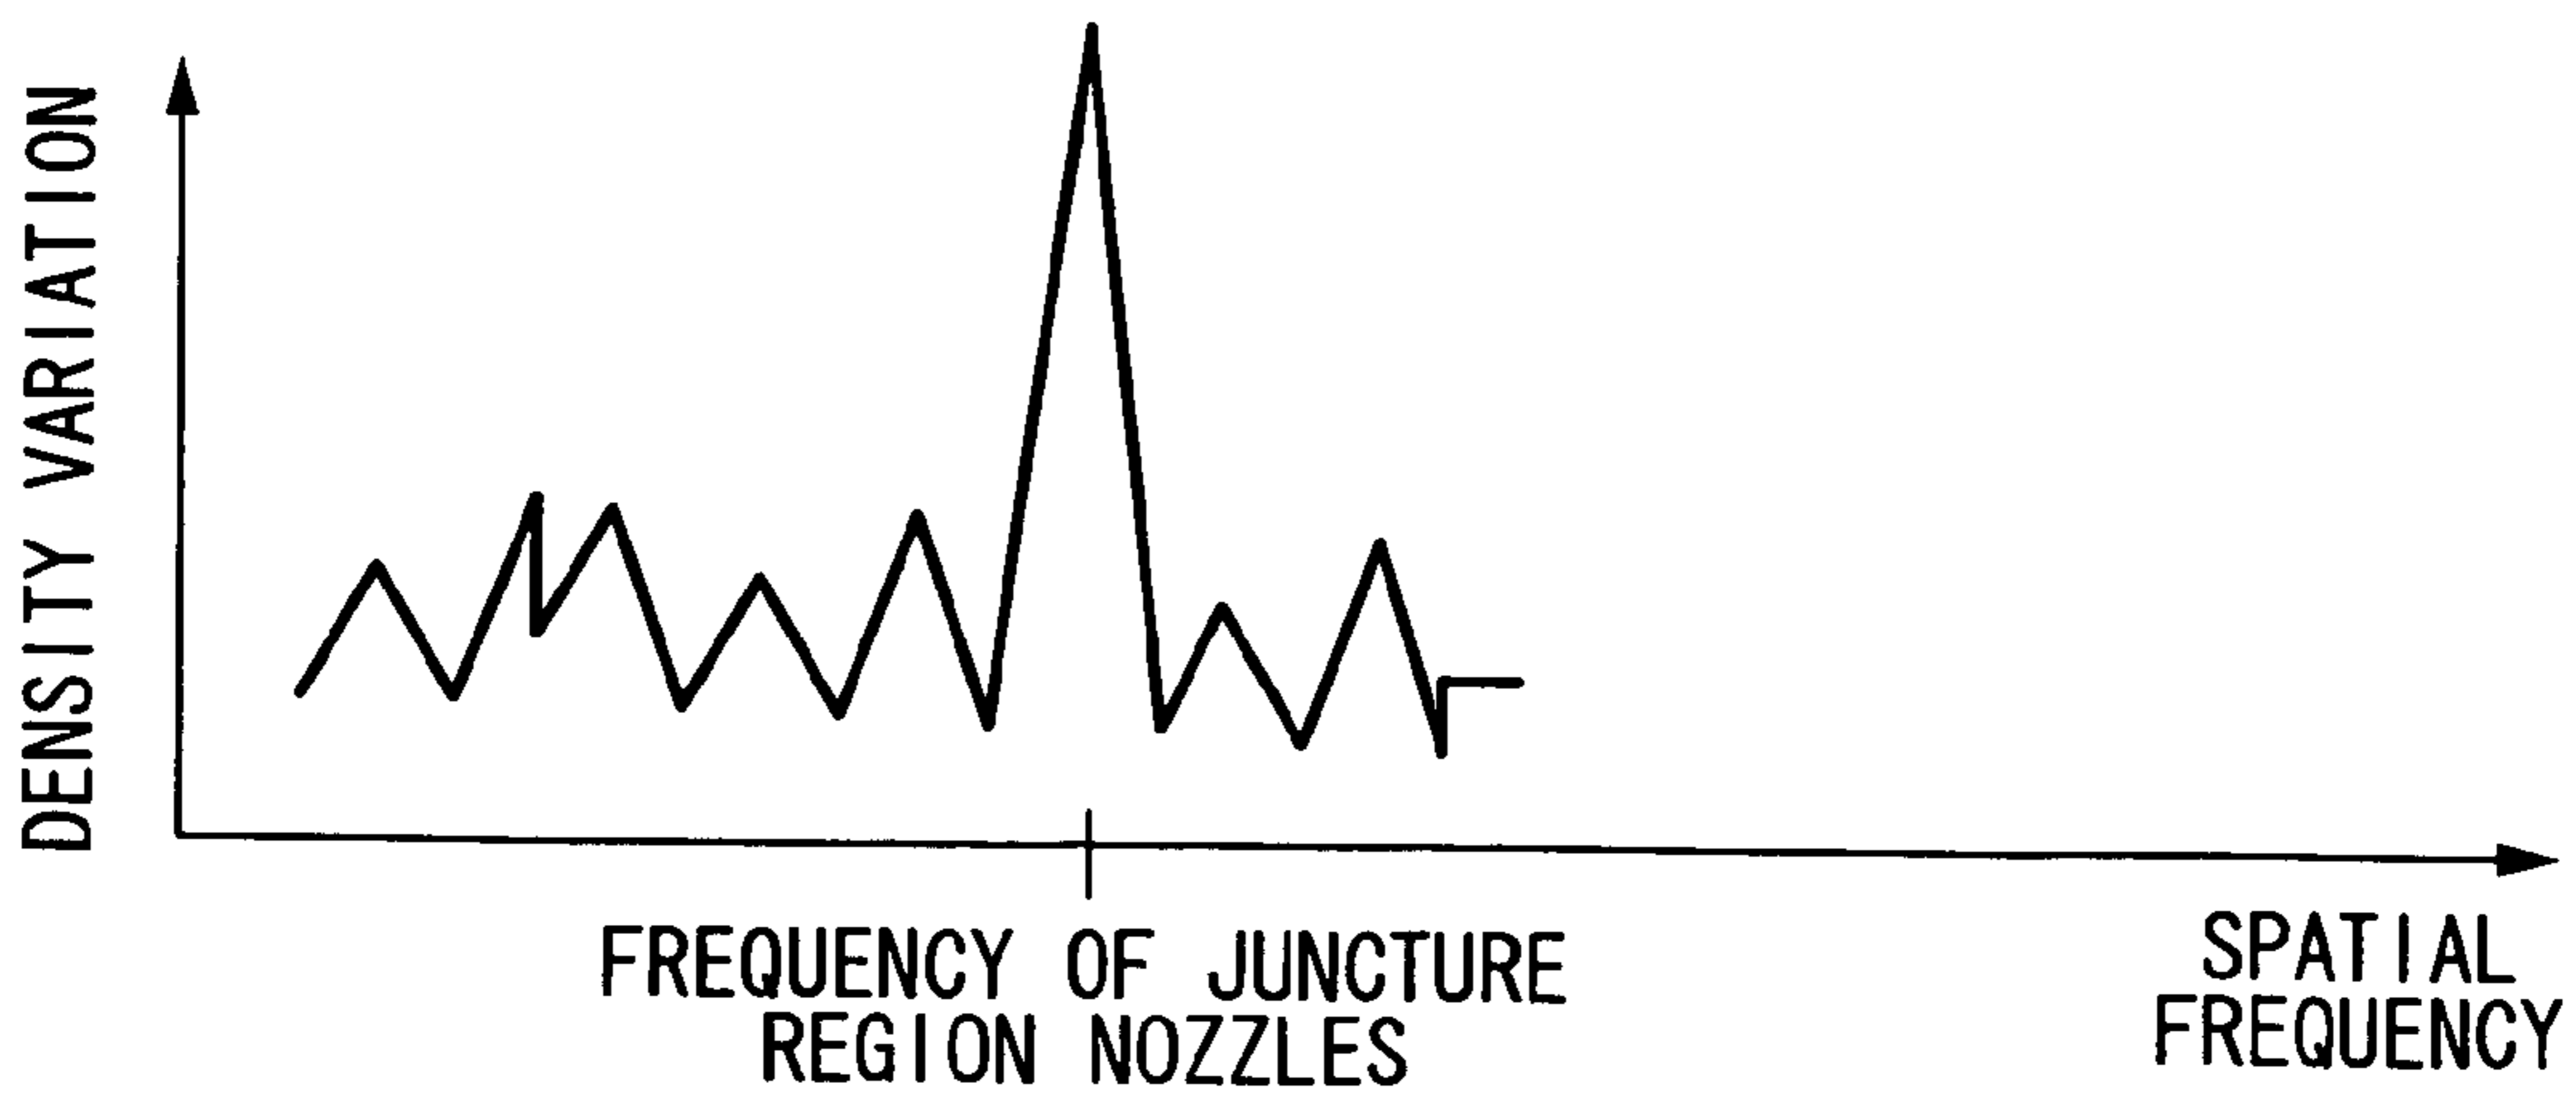 DENSITY VARIATION
FREQUENCY OF JUNCTURE
REGION NOZZLES
SPATIAL
FREQUENCY